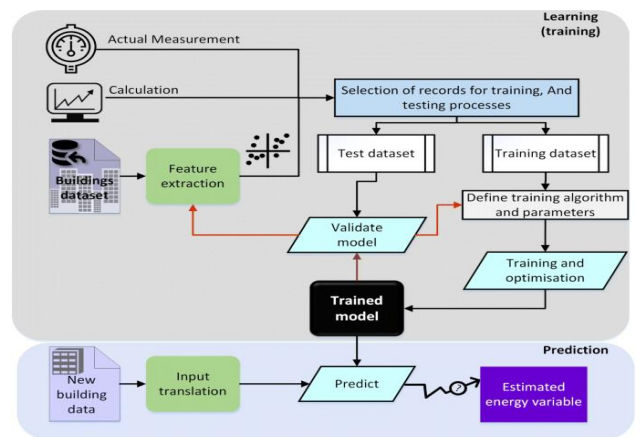 Learning
(training)
Actual Measurement
Calculation
Selection of records for training, And
testing processes
Test dataset
Training dataset
Buildings
dataset
Feature
extraction
Define training algorithm
and parameters
Validate
model
Training and
optimisation
Trained
model
Prediction
New
building
data
Input
translation
Predict
?
Estimated
energy variable